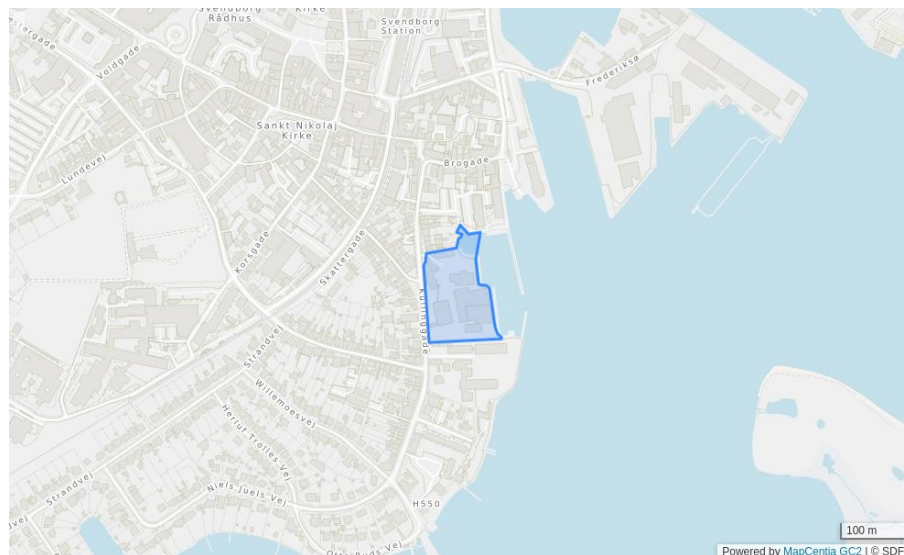 Svendborg
Rådhus
Kirke
Svendborg
Station
Voldgade
Frederiksø
Sankt Nikolaj
Kirke
Brogade
Lundevej
Korsgade
Skattergade
Kullinggade
Strandvej
Willemoesvej
Herluf Trolles Vej
Strandvej
Niels Juels Vej
H550
100 m
Powered by MapCentia GC2 | © SDF